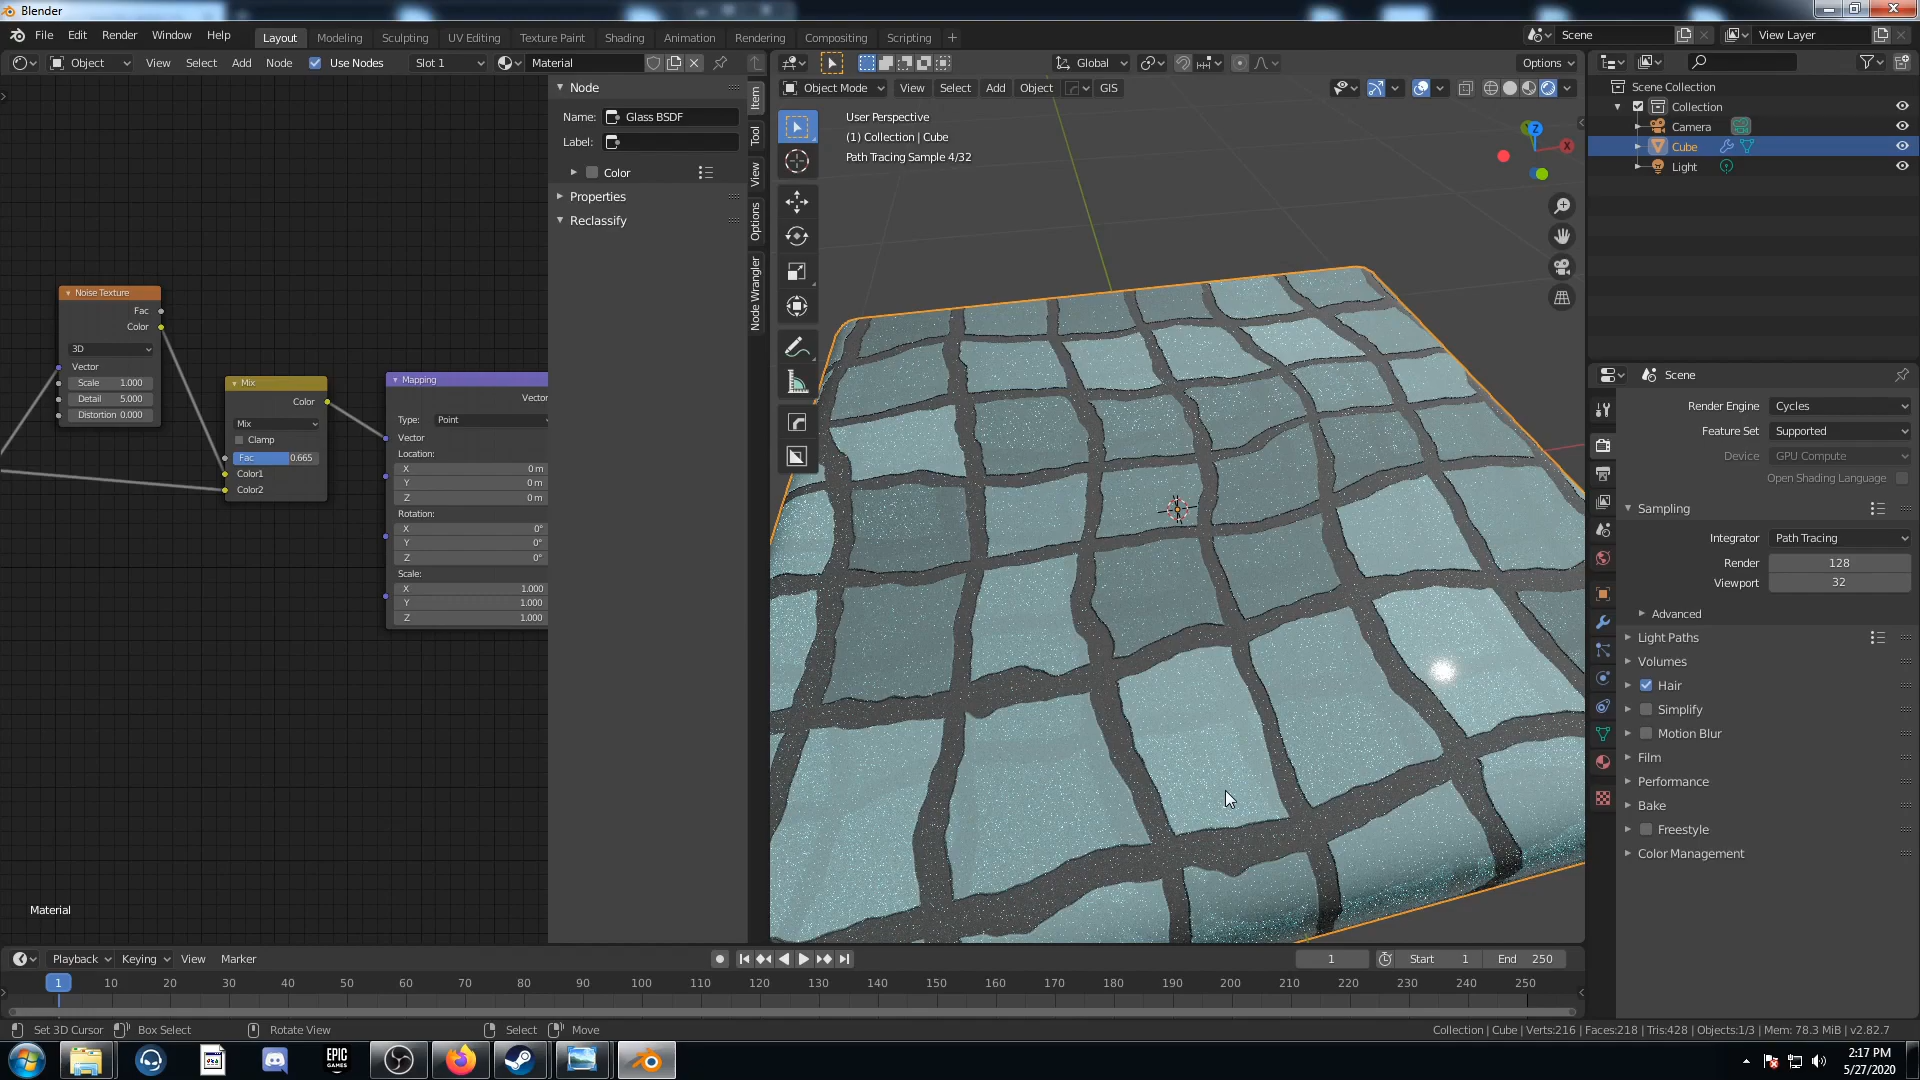 Blender
File Edit Render Window Help Layout Modeling Sculpting UV Editing Texture Paint Shading Animation Rendering Compositing Scripting + Scene View Layer
Object View Select Add Node Use Nodes Slot 1 Material Global Options
Object Mode View Select Add Object GIS
Node
Name: Glass BSDF
Label:
Color
Properties
Reclassify
Item
Tool
View
Options
Node Wrangler
Noise Texture
Fac
Color
3D
Vector
Scale 1.000
Detail 5.000
Distortion 0.000
Mix
Color
Mix
Clamp
Fac 0.665
Color1
Color2
Mapping
Vector
Type: Point
Vector
Location:
X 0 m
Y 0 m
Z 0 m
Rotation:
X 0°
Y 0°
Z 0°
Scale:
X 1.000
Y 1.000
Z 1.000
Material
User Perspective
(1) Collection | Cube
Path Tracing Sample 4/32
Z
X
Scene Collection
Collection
Camera
Cube
Light
Scene
Render Engine Cycles
Feature Set Supported
Device GPU Compute
Open Shading Language
Sampling
Integrator Path Tracing
Render 128
Viewport 32
Advanced
Light Paths
Volumes
Hair
Simplify
Motion Blur
Film
Performance
Bake
Freestyle
Color Management
Playback Keying View Marker 1 Start 1 End 250
1 10 20 30 40 50 60 70 80 90 100 110 120 130 140 150 160 170 180 190 200 210 220 230 240 250
Set 3D Cursor Box Select Rotate View Select Move Collection | Cube | Verts:216 | Faces:218 | Tris:428 | Objects:1/3 | Mem: 78.3 MiB | v2.82.7
EPIC
GAMES
2:17 PM
5/27/2020